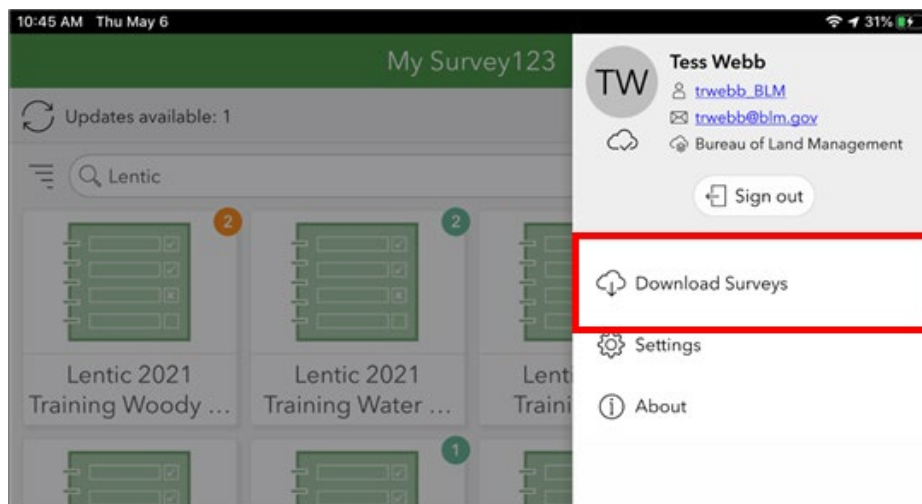 10:45 AM Thu May 6
31%
My Survey123
Updates available: 1
Lentic
2
2
Lentic 2021
Training Woody ...
Lentic 2021
Training Water ...
Lenti
Traini
1
TW
Tess Webb
trwebb_BLM
trwebb@blm.gov
Bureau of Land Management
Sign out
Download Surveys
Settings
About